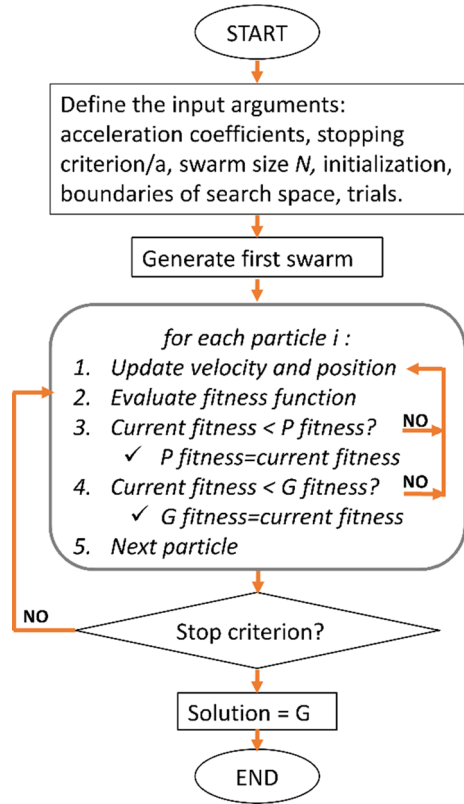 START
Define the input arguments:
acceleration coefficients, stopping
criterion/a, swarm size N, initialization,
boundaries of search space, trials.
Generate first swarm
for each particle i :
1. Update velocity and position
2. Evaluate fitness function
3. Current fitness < P fitness? NO
✓ P fitness=current fitness
4. Current fitness < G fitness? NO
✓ G fitness=current fitness
5. Next particle
NO
Stop criterion?
Solution = G
END